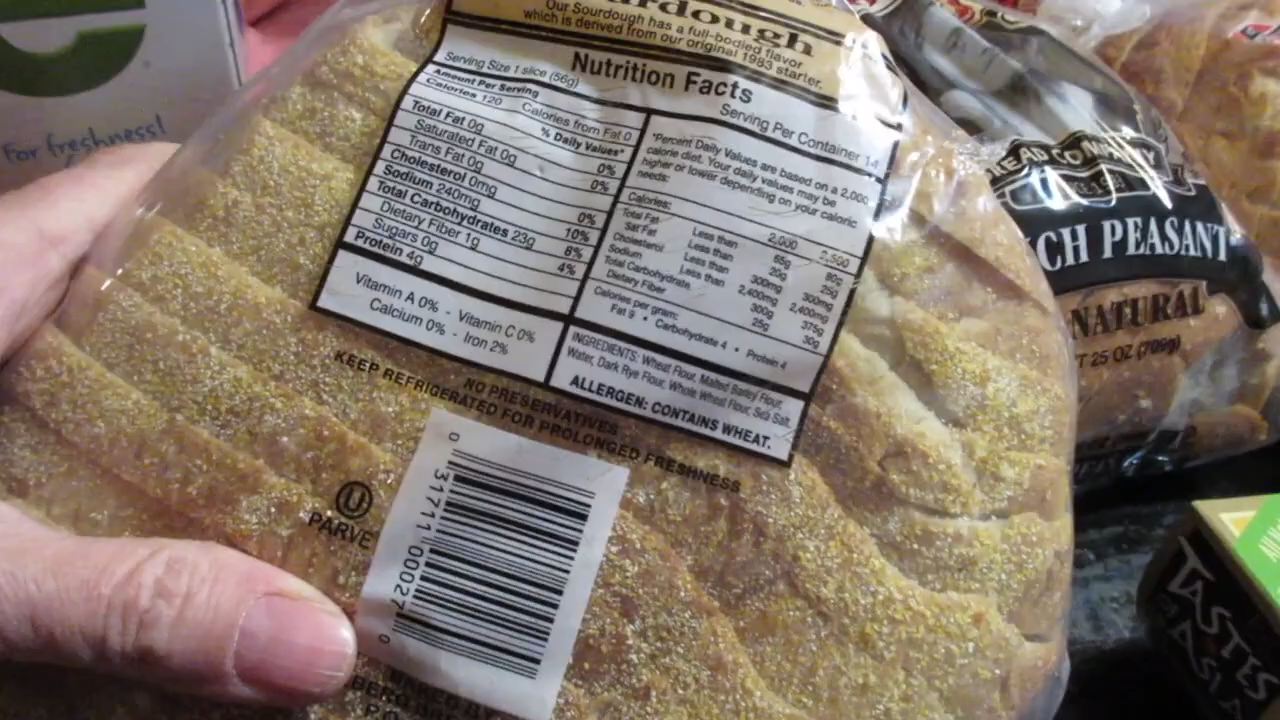 For freshness!
Sourdough
Our Sourdough has a full-bodied flavor
which is derived from our original 1983 starter.
Nutrition Facts
Serving Size 1 slice (56g)
Serving Per Container 14
Amount Per Serving
Calories 120 Calories from Fat 0
% Daily Values*
Total Fat 0g 0%
Saturated Fat 0g 0%
Trans Fat 0g
Cholesterol 0mg 0%
Sodium 240mg 10%
Total Carbohydrates 23g 8%
Dietary Fiber 1g 4%
Sugars 0g
Protein 4g
Vitamin A 0% - Vitamin C 0%
Calcium 0% - Iron 2%
*Percent Daily Values are based on a 2,000
calorie diet. Your daily values may be
higher or lower depending on your caloric
needs:
Calories: 2,000 2,500
Total Fat Less than 65g 80g
Sat Fat Less than 20g 25g
Cholesterol Less than 300mg 300mg
Sodium Less than 2,400mg 2,400mg
Total Carbohydrate 300g 375g
Dietary Fiber 25g 30g
Calories per gram:
Fat 9 • Carbohydrate 4 • Protein 4
INGREDIENTS: Wheat Flour, Malted Barley Flour,
Water, Dark Rye Flour, Whole Wheat Flour, Sea Salt.
ALLERGEN: CONTAINS WHEAT.
NO PRESERVATIVES
KEEP REFRIGERATED FOR PROLONGED FRESHNESS
U
PARVE
0 31711 00027 0
CH PEASANT
NATURAL
T 25 OZ (709g)
TASTES
ASIA